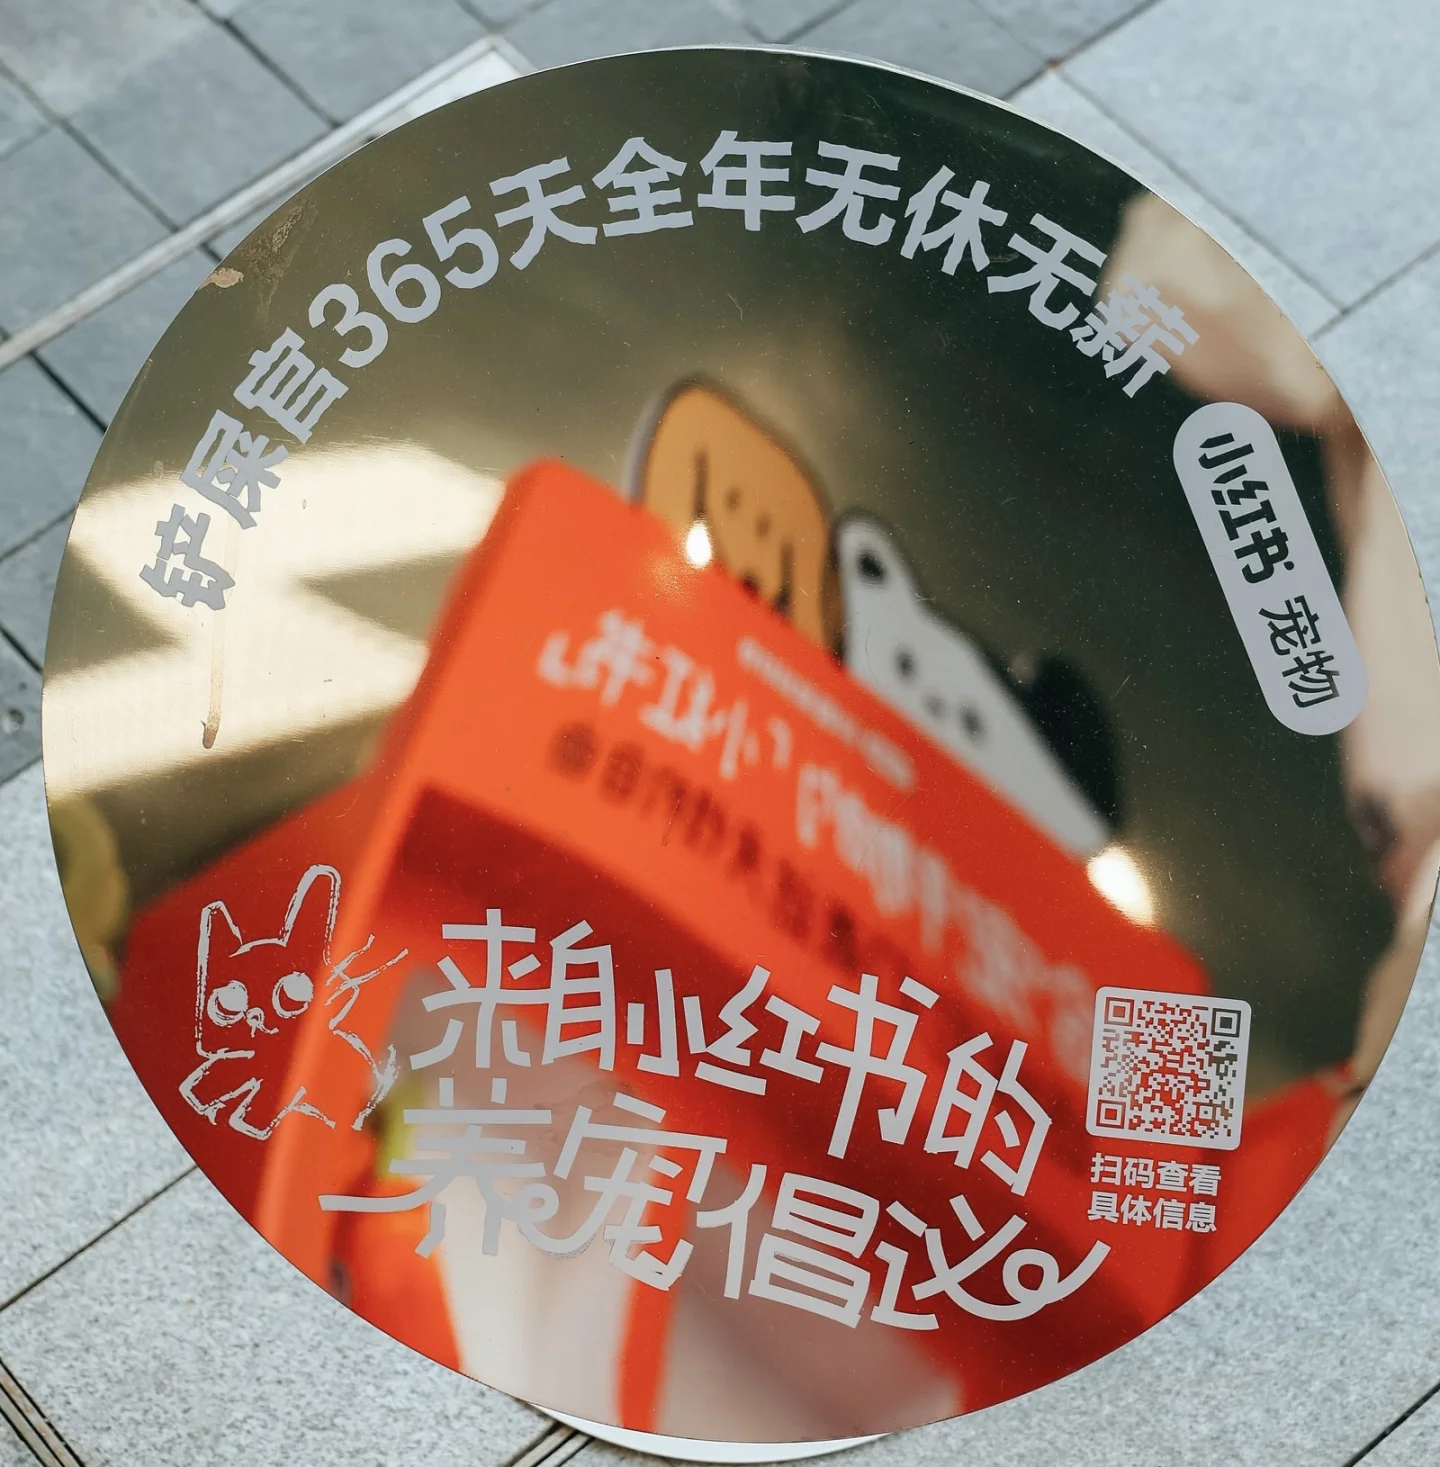 铲屎官365天全年无休无薪
小红书 宠物
来自小红书的
养宠倡议
扫码查看
具体信息